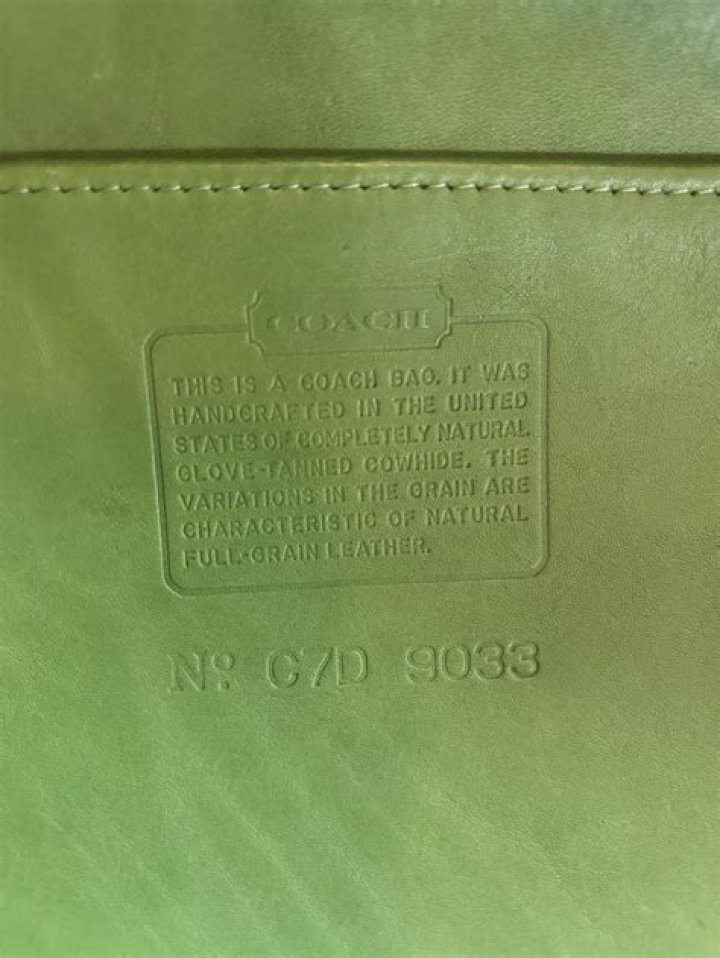 COACH
THIS IS A COACH BAG. IT WAS
HANDCRAFTED IN THE UNITED
STATES OF COMPLETELY NATURAL
GLOVE-TANNED COWHIDE. THE
VARIATIONS IN THE GRAIN ARE
CHARACTERISTIC OF NATURAL
FULL-GRAIN LEATHER.
Nº C7D 9033